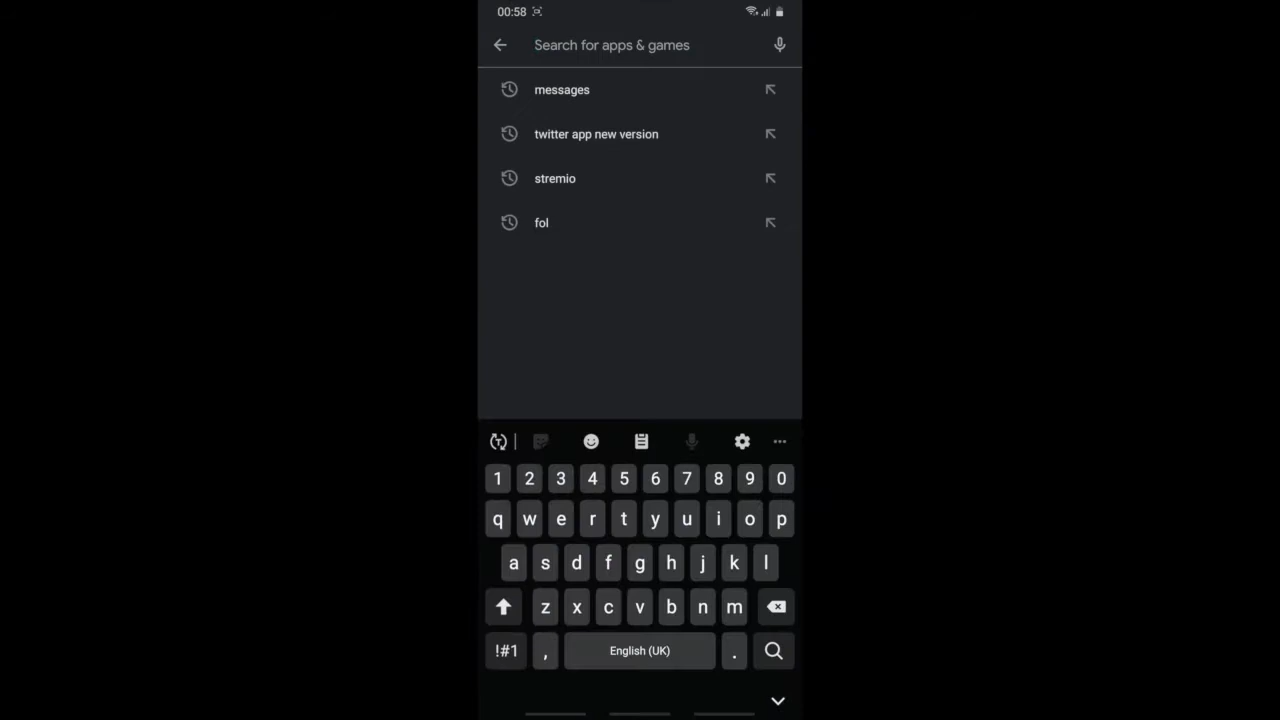 00:58
Search for apps & games
messages
twitter app new version
stremio
fol
1 2 3 4 5 6 7 8 9 0
q w e r t y u i o p
a s d f g h j k l
z x c v b n m
!#1 , English (UK) .